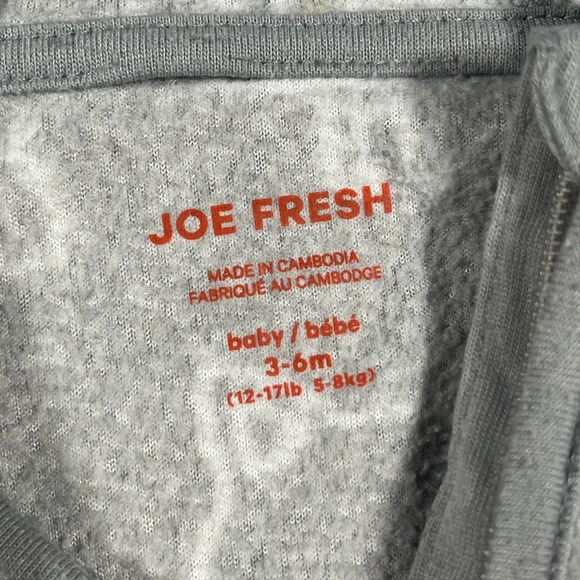 JOE FRESH
MADE IN CAMBODIA
FABRIQUÉ AU CAMBODGE
baby / bébé
3-6m
(12-17lb 5-8kg)